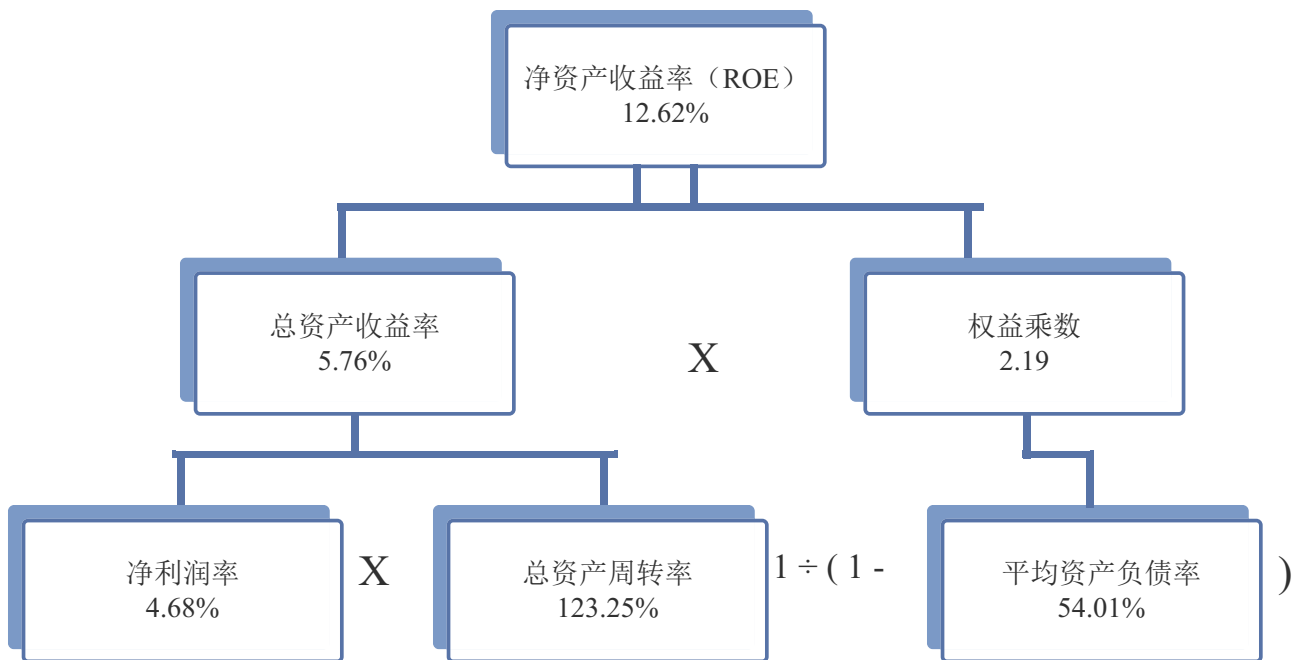 净资产收益率（ROE）
12.62%
总资产收益率
5.76%
X
权益乘数
2.19
净利润率
4.68%
X
总资产周转率
123.25%
1 ÷ ( 1 -
平均资产负债率
54.01%
)